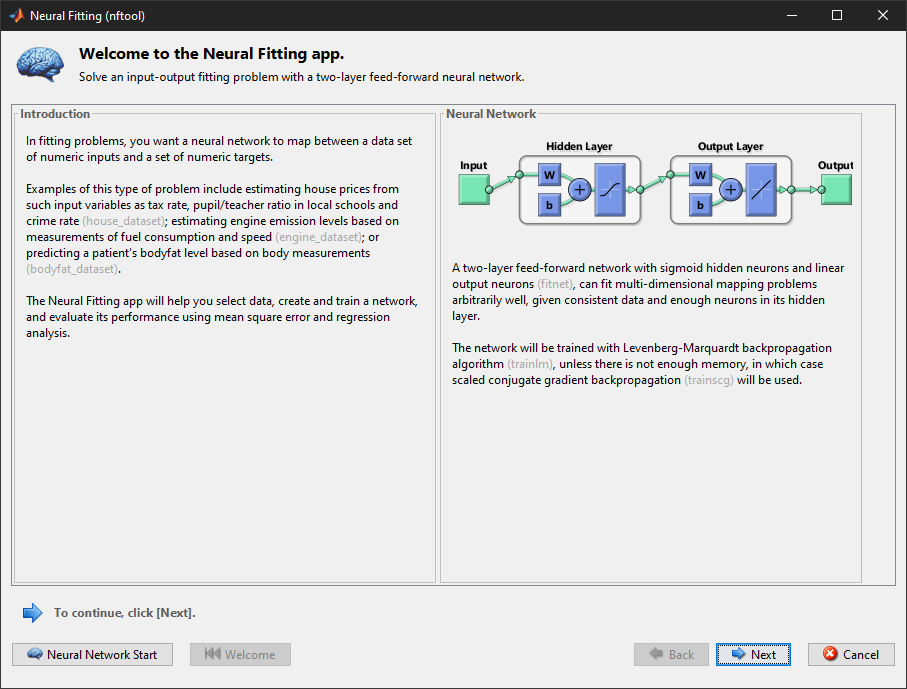 Neural Fitting (nftool)
Welcome to the Neural Fitting app.
Solve an input-output fitting problem with a two-layer feed-forward neural network.
Introduction
In fitting problems, you want a neural network to map between a data set
of numeric inputs and a set of numeric targets.
Examples of this type of problem include estimating house prices from
such input variables as tax rate, pupil/teacher ratio in local schools and
crime rate (house_dataset); estimating engine emission levels based on
measurements of fuel consumption and speed (engine_dataset); or
predicting a patient's bodyfat level based on body measurements
(bodyfat_dataset).
The Neural Fitting app will help you select data, create and train a network,
and evaluate its performance using mean square error and regression
analysis.
Neural Network
Hidden Layer Output Layer
Input Output
W W
+ +
b b
A two-layer feed-forward network with sigmoid hidden neurons and linear
output neurons (fitnet), can fit multi-dimensional mapping problems
arbitrarily well, given consistent data and enough neurons in its hidden
layer.
The network will be trained with Levenberg-Marquardt backpropagation
algorithm (trainlm), unless there is not enough memory, in which case
scaled conjugate gradient backpropagation (trainscg) will be used.
To continue, click [Next].
Neural Network Start Welcome Back Next Cancel